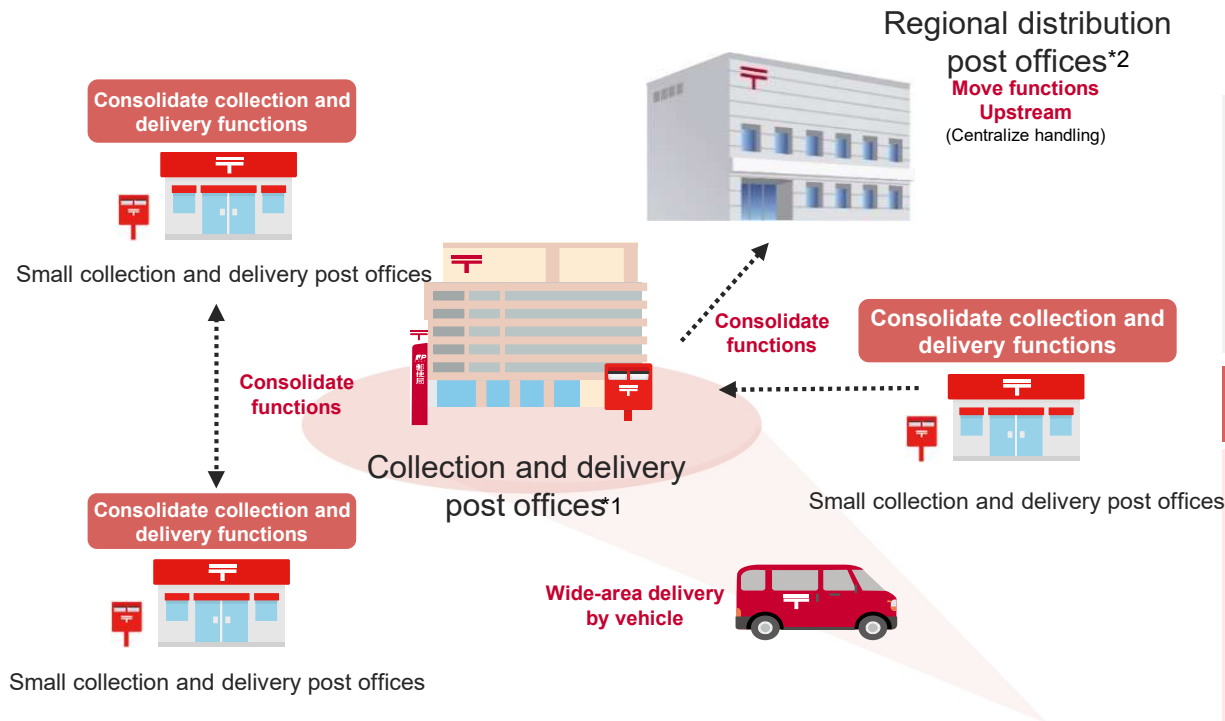 Regional distribution
post offices*2
Move functions
Upstream
(Centralize handling)
Consolidate collection and
delivery functions
Small collection and delivery post offices
Consolidate
functions
Consolidate
functions
Consolidate collection and
delivery functions
Small collection and delivery post offices
郵便局
Collection and delivery
post offices*1
Consolidate collection and
delivery functions
Small collection and delivery post offices
Wide-area delivery
by vehicle